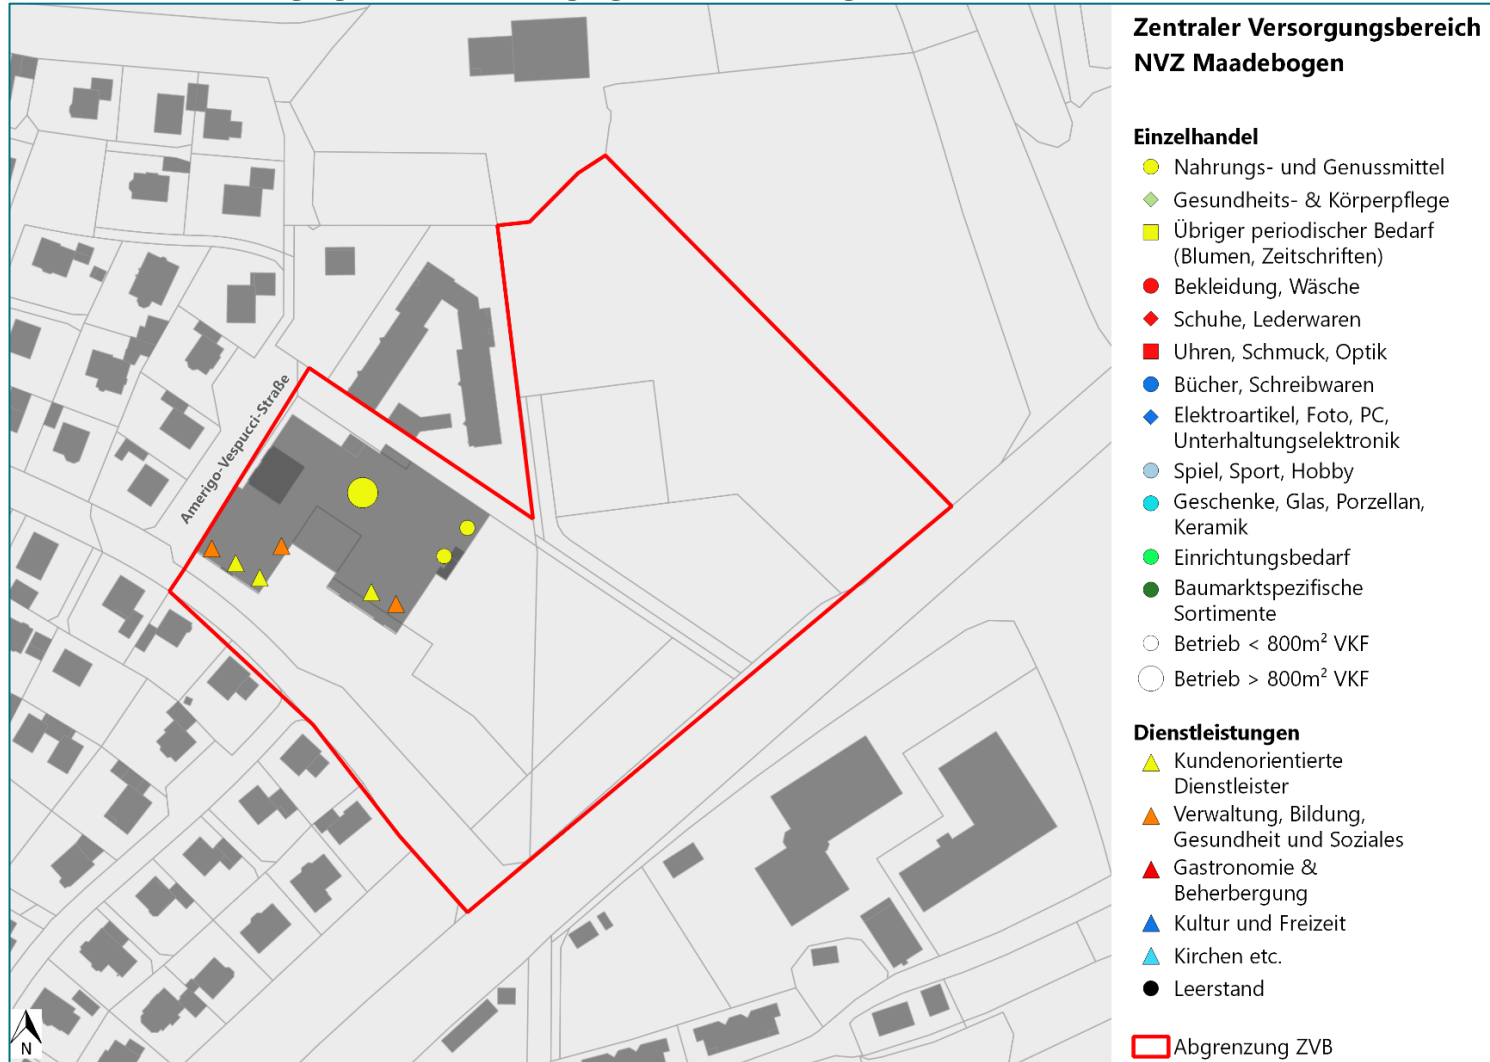 Zentraler Versorgungsbereich
NVZ Maadebogen
Einzelhandel
Nahrungs- und Genussmittel
Gesundheits- & Körperpflege
Übriger periodischer Bedarf
(Blumen, Zeitschriften)
Bekleidung, Wäsche
Schuhe, Lederwaren
Uhren, Schmuck, Optik
Bücher, Schreibwaren
Elektroartikel, Foto, PC,
Unterhaltungselektronik
Spiel, Sport, Hobby
Geschenke, Glas, Porzellan,
Keramik
Einrichtungsbedarf
Baumarktspezifische
Sortimente
Betrieb < 800m² VKF
Betrieb > 800m² VKF
Dienstleistungen
Kundenorientierte
Dienstleister
Verwaltung, Bildung,
Gesundheit und Soziales
Gastronomie &
Beherbergung
Kultur und Freizeit
Kirchen etc.
Leerstand
Abgrenzung ZVB
Amerigo-Vespucci-Straße
N